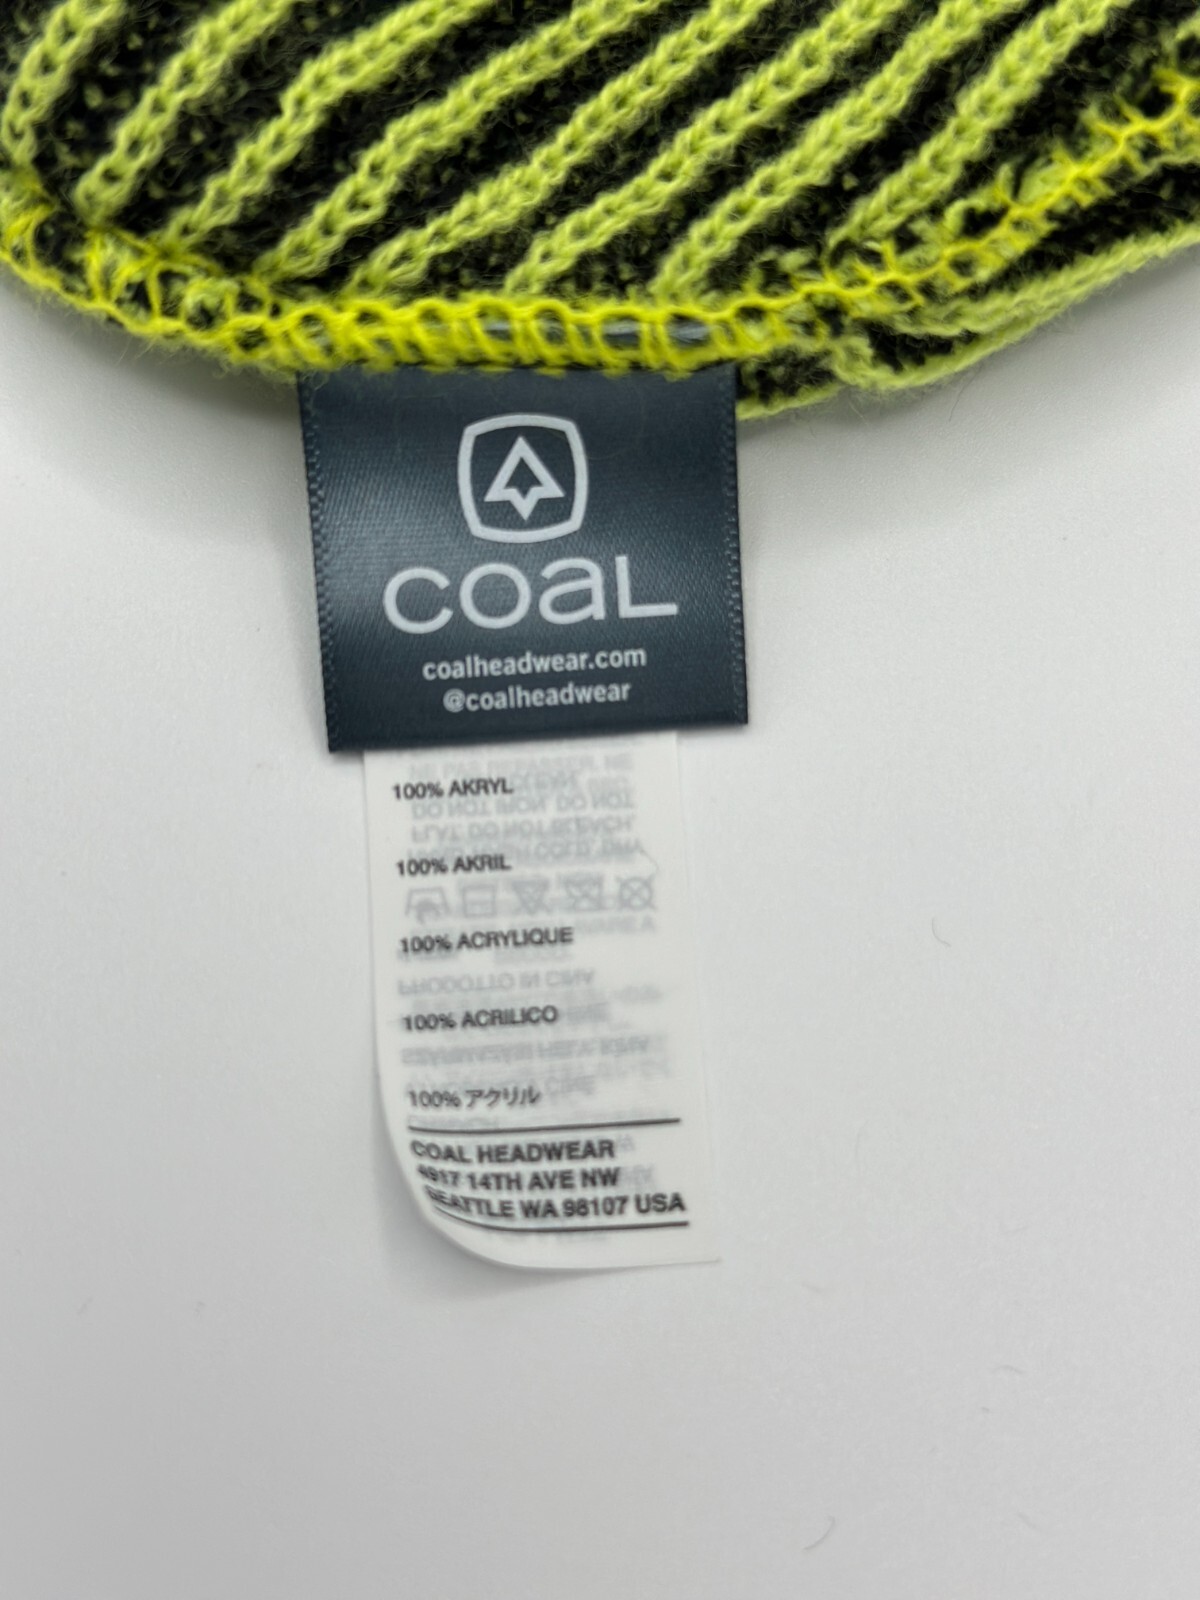 COAL
coalheadwear.com
@coalheadwear
100% AKRYL
100% AKRIL
100% ACRYLIQUE
100% ACRILICO
100% アクリル
COAL HEADWEAR
4917 14TH AVE NW
SEATTLE WA 98107 USA